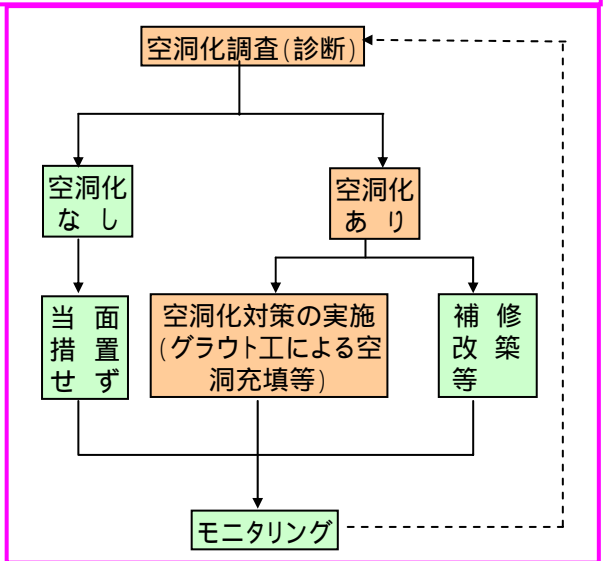 空洞化調査(診断)
空洞化
なし
空洞化
あり
当面
措置
せず
空洞化対策の実施
(グラウト工による空
洞充填等)
補修
改築
等
モニタリング